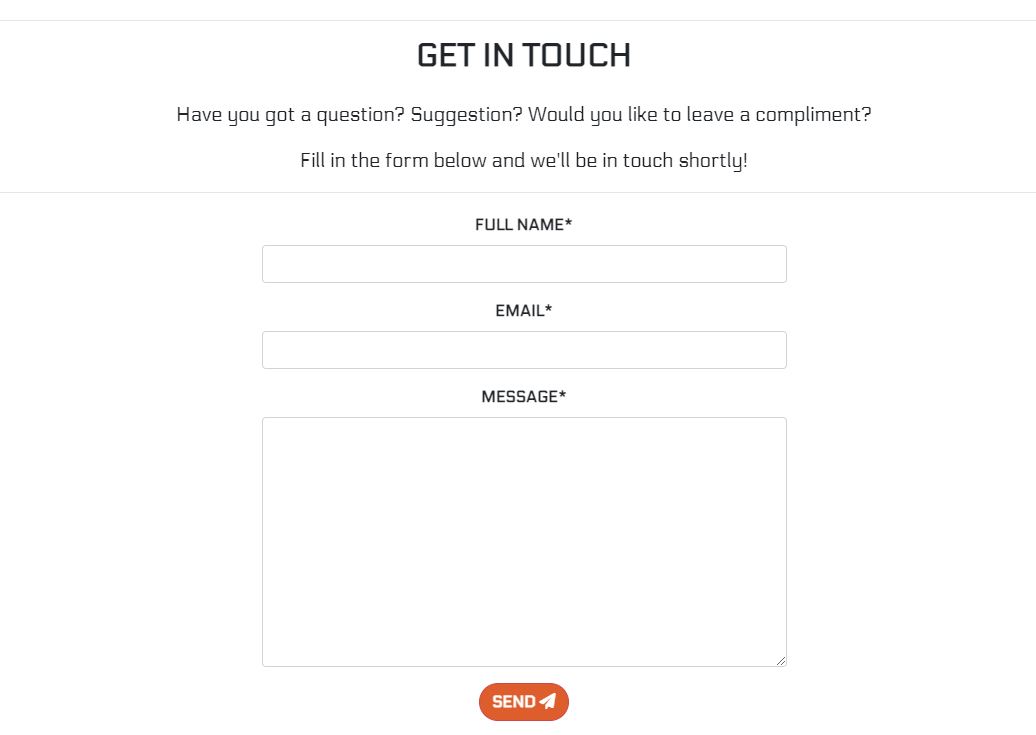 GET IN TOUCH
Have you got a question? Suggestion? Would you like to leave a compliment?
Fill in the form below and we'll be in touch shortly!
FULL NAME*
EMAIL*
MESSAGE*
SEND